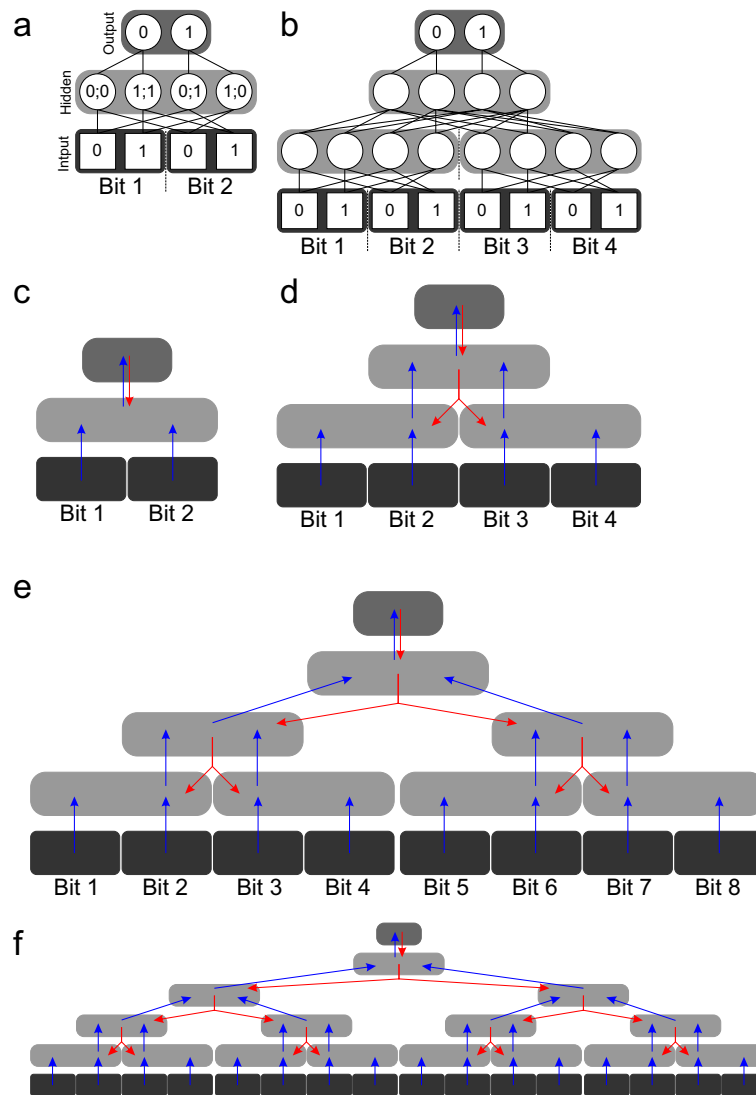 a
Output
0 1
Hidden
0;0 1;1 0;1 1;0
Intput
0 1 0 1
Bit 1 Bit 2
b
0 1
0 1 0 1 0 1 0 1
Bit 1 Bit 2 Bit 3 Bit 4
c
Bit 1 Bit 2
d
Bit 1 Bit 2 Bit 3 Bit 4
e
Bit 1 Bit 2 Bit 3 Bit 4 Bit 5 Bit 6 Bit 7 Bit 8
f